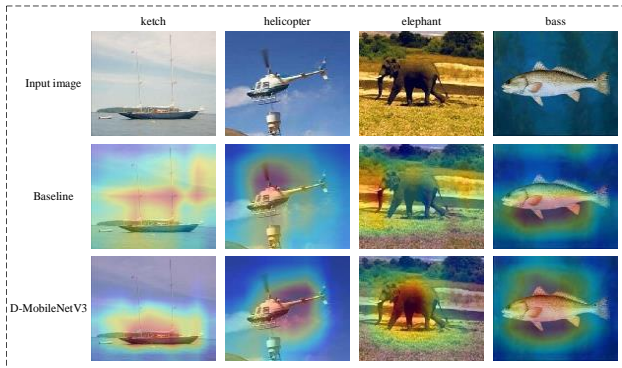 ketch helicopter elephant bass
Input image
Baseline
D-MobileNetV3